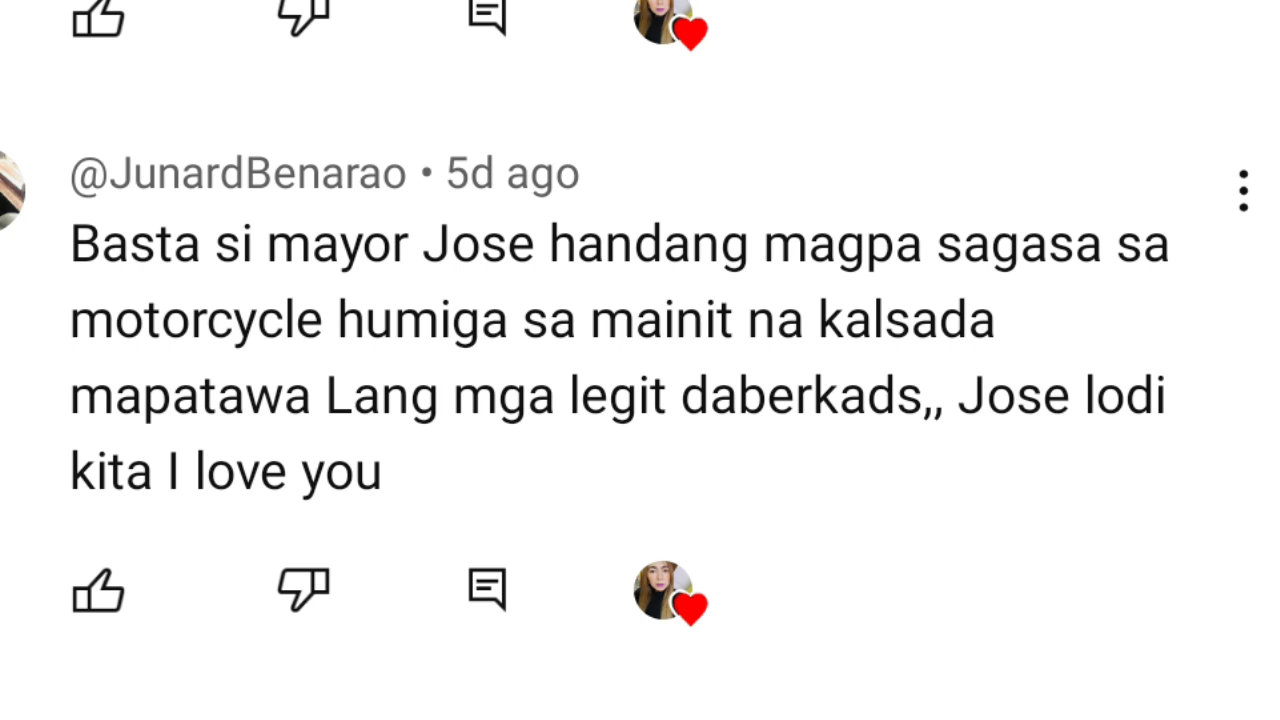 @JunardBenarao • 5d ago
Basta si mayor Jose handang magpa sagasa sa
motorcycle humiga sa mainit na kalsada
mapatawa Lang mga legit daberkads,, Jose lodi
kita I love you